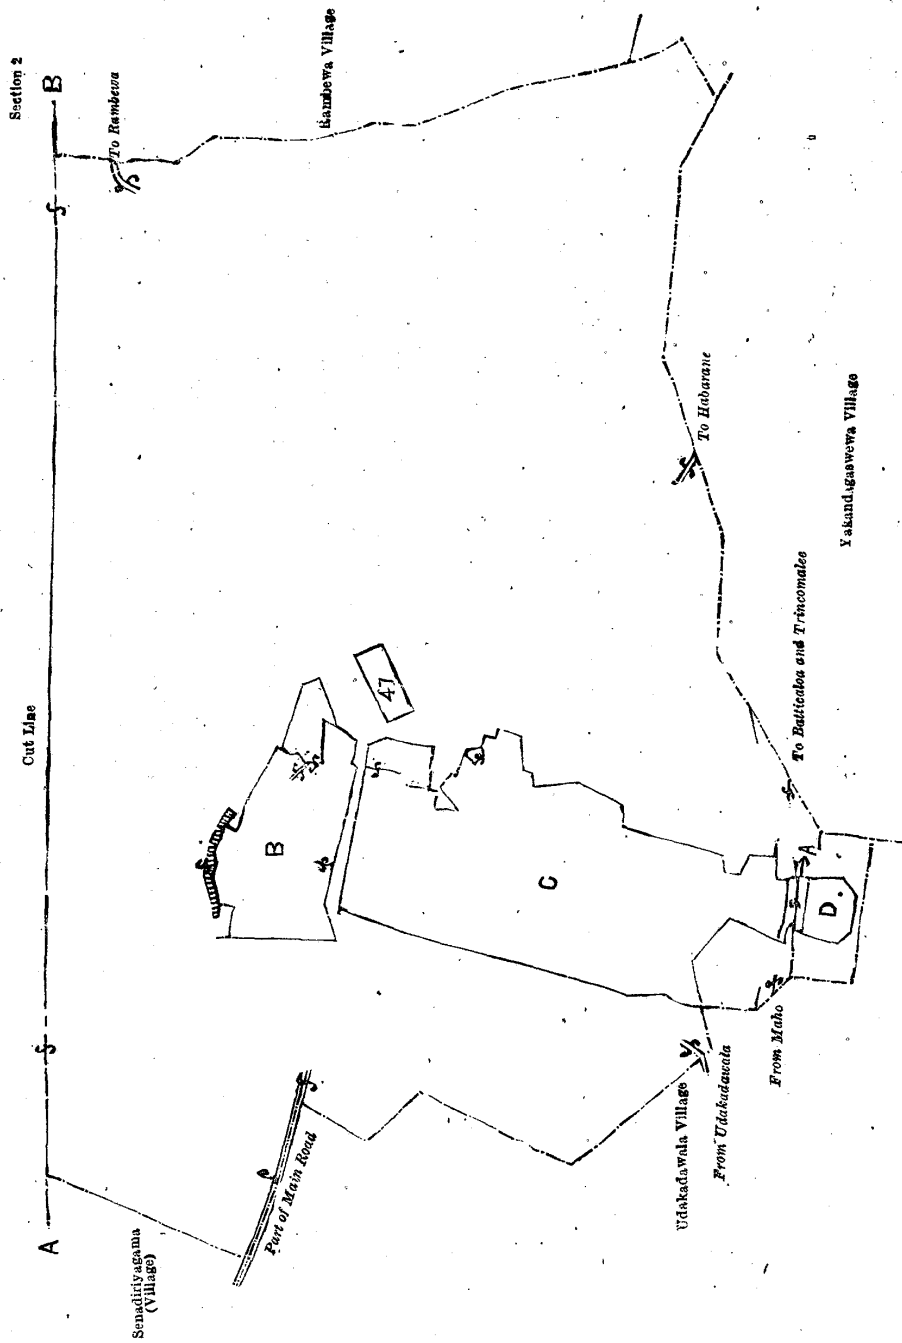 Section 2
B
Cut Line
A
To Rambewa
Rambewa Village
Senadiriyagama
(Village)
Part of Main Road
B
47
C
To Habarane
Yakandagaswewa Village
To Batticaloa and Trincomalee
A
D.
Udakadawala Village
From Udakadawala
From Maho